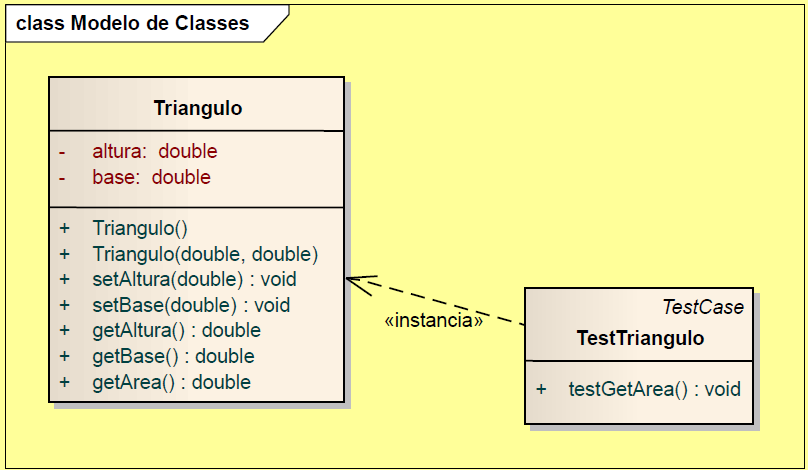 class Modelo de Classes
Triangulo
- altura: double
- base: double
+ Triangulo()
+ Triangulo(double, double)
+ setAltura(double) : void
+ setBase(double) : void
+ getAltura() : double
+ getBase() : double
+ getArea() : double
«instancia»
TestCase
TestTriangulo
+ testGetArea() : void